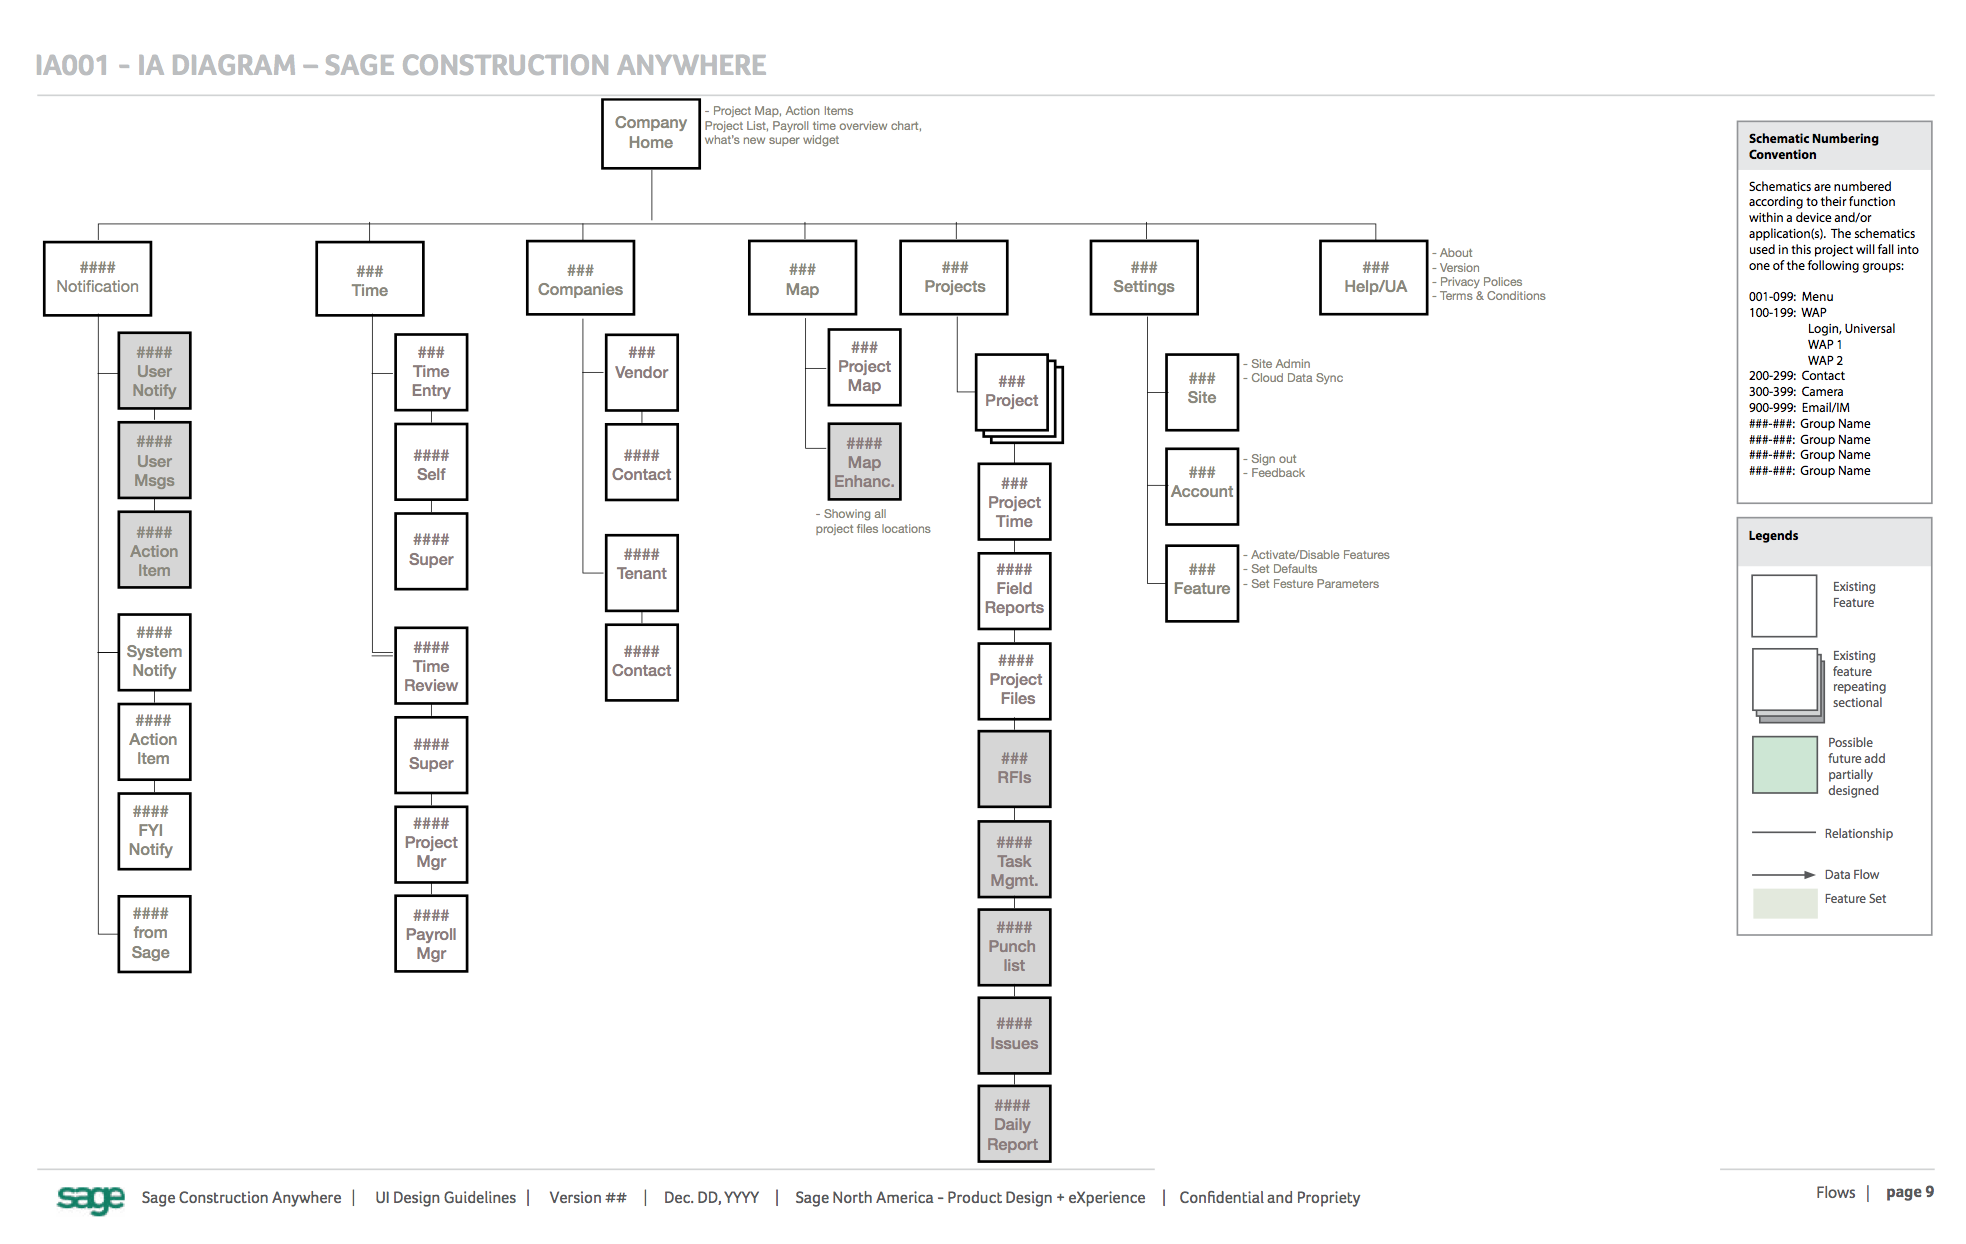 IA001 - IA DIAGRAM – SAGE CONSTRUCTION ANYWHERE
Company
Home
- Project Map, Action Items
Project List, Payroll time overview chart,
what's new super widget
####
Notification
###
Time
###
Companies
###
Map
###
Projects
###
Settings
###
Help/UA
- About
- Version
- Privacy Polices
- Terms & Conditions
####
User
Notify
####
User
Msgs
####
Action
Item
####
System
Notify
####
Action
Item
####
FYI
Notify
####
from
Sage
###
Time
Entry
####
Self
####
Super
####
Time
Review
####
Super
####
Project
Mgr
####
Payroll
Mgr
###
Vendor
####
Contact
####
Tenant
####
Contact
###
Project
Map
####
Map
Enhanc.
- Showing all
project files locations
###
Project
###
Project
Time
####
Field
Reports
####
Project
Files
###
RFIs
####
Task
Mgmt.
####
Punch
list
####
Issues
####
Daily
Report
###
Site
- Site Admin
- Cloud Data Sync
###
Account
- Sign out
- Feedback
###
Feature
- Activate/Disable Features
- Set Defaults
- Set Festure Parameters
Schematic Numbering
Convention
Schematics are numbered
according to their function
within a device and/or
application(s). The schematics
used in this project will fall into
one of the following groups:
001-099: Menu
100-199: WAP
Login, Universal
WAP 1
WAP 2
200-299: Contact
300-399: Camera
900-999: Email/IM
###-###: Group Name
###-###: Group Name
###-###: Group Name
###-###: Group Name
Legends
Existing
Feature
Existing
feature
repeating
sectional
Possible
future add
partially
designed
Relationship
Data Flow
Feature Set
sage Sage Construction Anywhere | UI Design Guidelines | Version ## | Dec. DD, YYYY | Sage North America - Product Design + eXperience | Confidential and Propriety
Flows | page 9